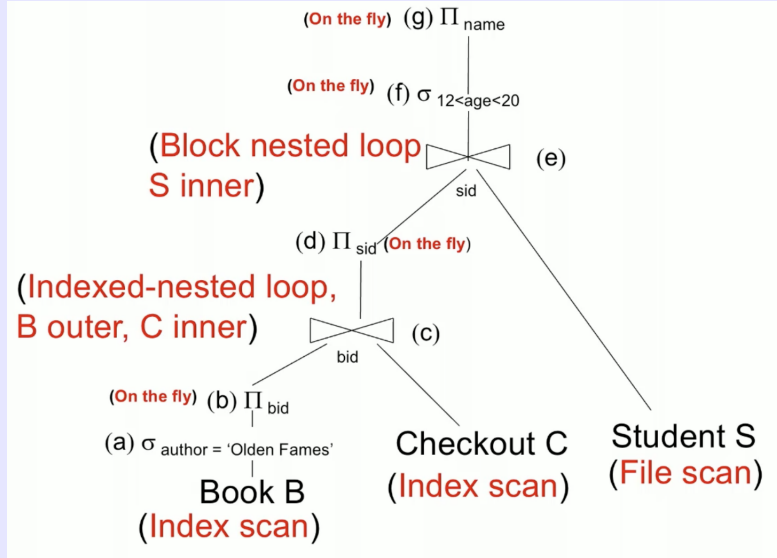 (On the fly) (g) Π name
(On the fly) (f) σ 12<age<20
(Block nested loop
S inner)
(e)
sid
(d) Π sid (On the fly)
(Indexed-nested loop,
B outer, C inner)
(c)
bid
(On the fly) (b) Π bid
(a) σ author = ‘Olden Fames’
Checkout C
(Index scan)
Student S
(File scan)
Book B
(Index scan)